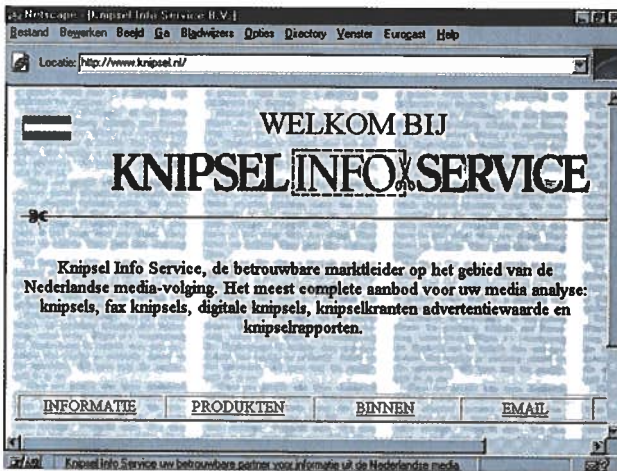 Netscape - [Knipsel Info Service B.V.]
Bestand Bewerken Beeld Ga Bladwijzers Opties Directory Venster Eurocast Help
Locatie: http://www.knipsel.nl/
WELKOM BIJ
KNIPSEL INFO SERVICE
Knipsel Info Service, de betrouwbare marktleider op het gebied van de
Nederlandse media-volging. Het meest complete aanbod voor uw media analyse:
knipsels, fax knipsels, digitale knipsels, knipselkranten advertentiewaarde en
knipselrapporten.
INFORMATIE PRODUKTEN BINNEN EMAIL
Knipsel Info Service uw betrouwbare partner voor informatie uit de Nederlandse media